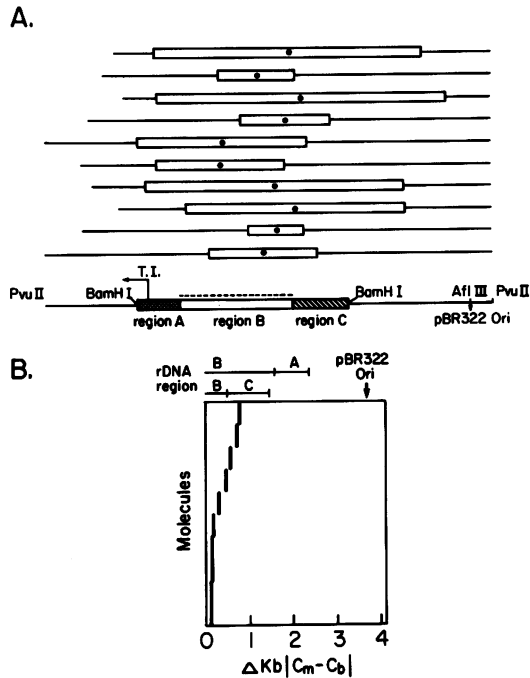 A.
T.I.
Pvu II BamH I BamH I Afl III Pvu II
region A region B region C pBR322 Ori
B.
rDNA region
B A
B C
pBR322 Ori
Molecules
0 1 2 3 4
Δ Kb |Cm-Cb|